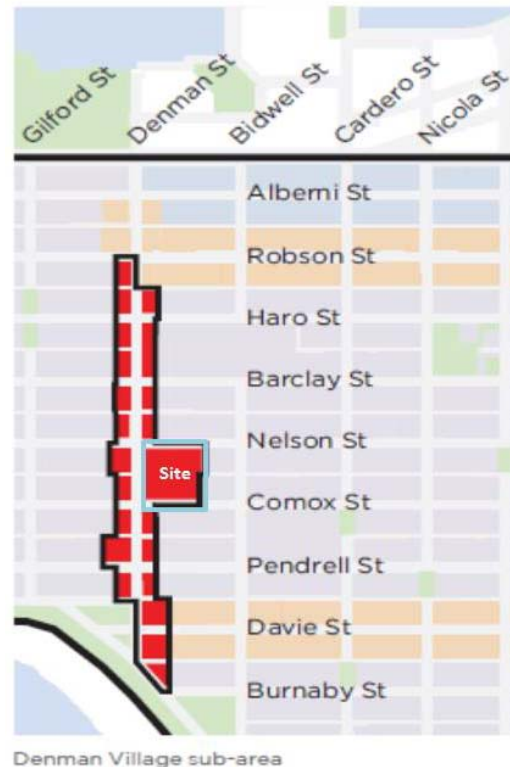 Gilford St
Denman St
Bidwell St
Cardero St
Nicola St
Alberni St
Robson St
Haro St
Barclay St
Nelson St
Site
Comox St
Pendrell St
Davie St
Burnaby St
Denman Village sub-area